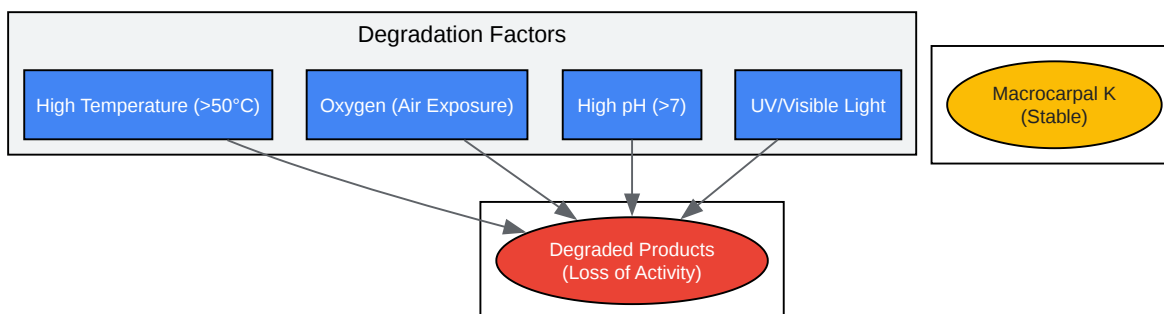 Degradation Factors
High Temperature (>50°C)
Oxygen (Air Exposure)
High pH (>7)
UV/Visible Light
Macrocarpal K
(Stable)
Degraded Products
(Loss of Activity)